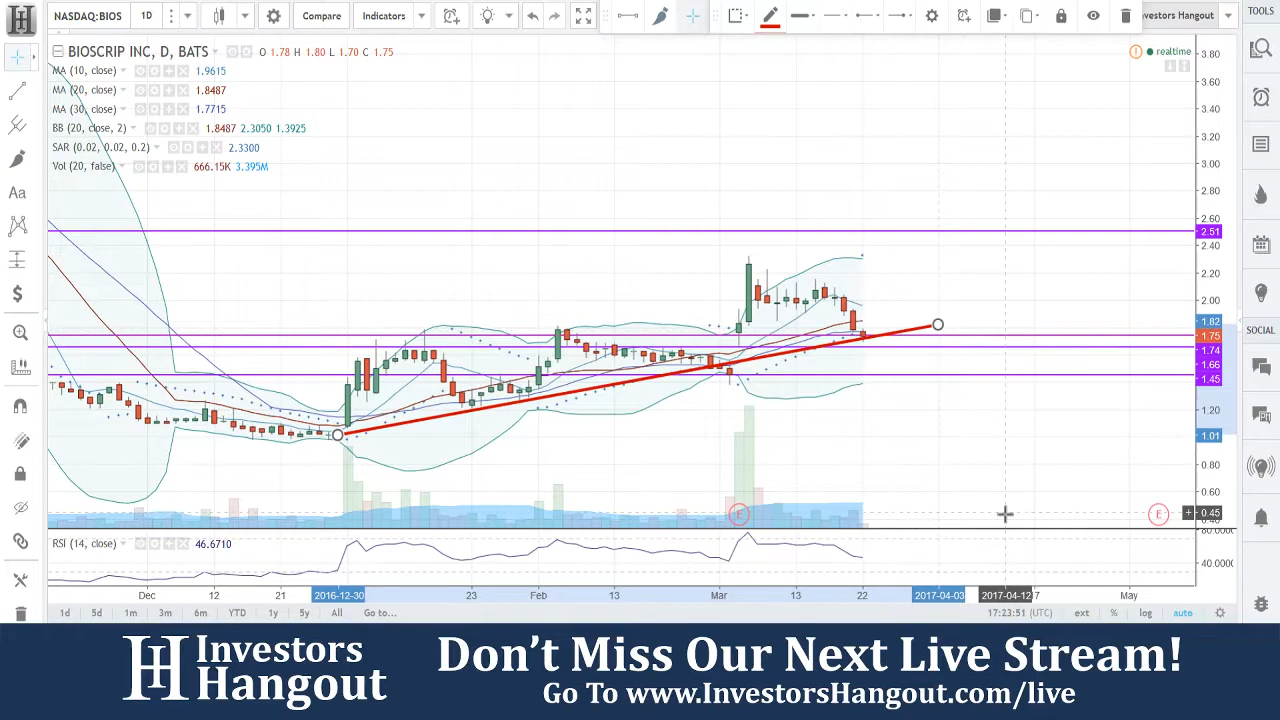 NASDAQ:BIOS 1D Compare Indicators nvestors Hangout TOOLS
BIOSCRIP INC, D, BATS O 1.78 H 1.80 L 1.70 C 1.75 realtime
MA (10, close) 1.9615
MA (20, close) 1.8487
MA (30, close) 1.7715
BB (20, close, 2) 1.8487 2.3050 1.3925
SAR (0.02, 0.02, 0.2) 2.3300
Vol (20, false) 666.15K 3.395M
3.80
3.60
3.40
3.20
3.00
2.80
2.60
2.51
2.40
2.20
2.00
1.82
1.75
1.74
1.66
1.45
1.20
1.01
0.80
0.60
0.45
Aa
SOCIAL
E E
RSI (14, close) 46.6710
40.0000
Dec 12 21 2016-12-30 23 Feb 13 Mar 13 22 2017-04-03 2017-04-12 7 May
1d 5d 1m 3m 6m YTD 1y 5y All Go to... 17:23:51 (UTC) ext % log auto
Investors
Hangout
Don't Miss Our Next Live Stream!
Go To www.InvestorsHangout.com/live